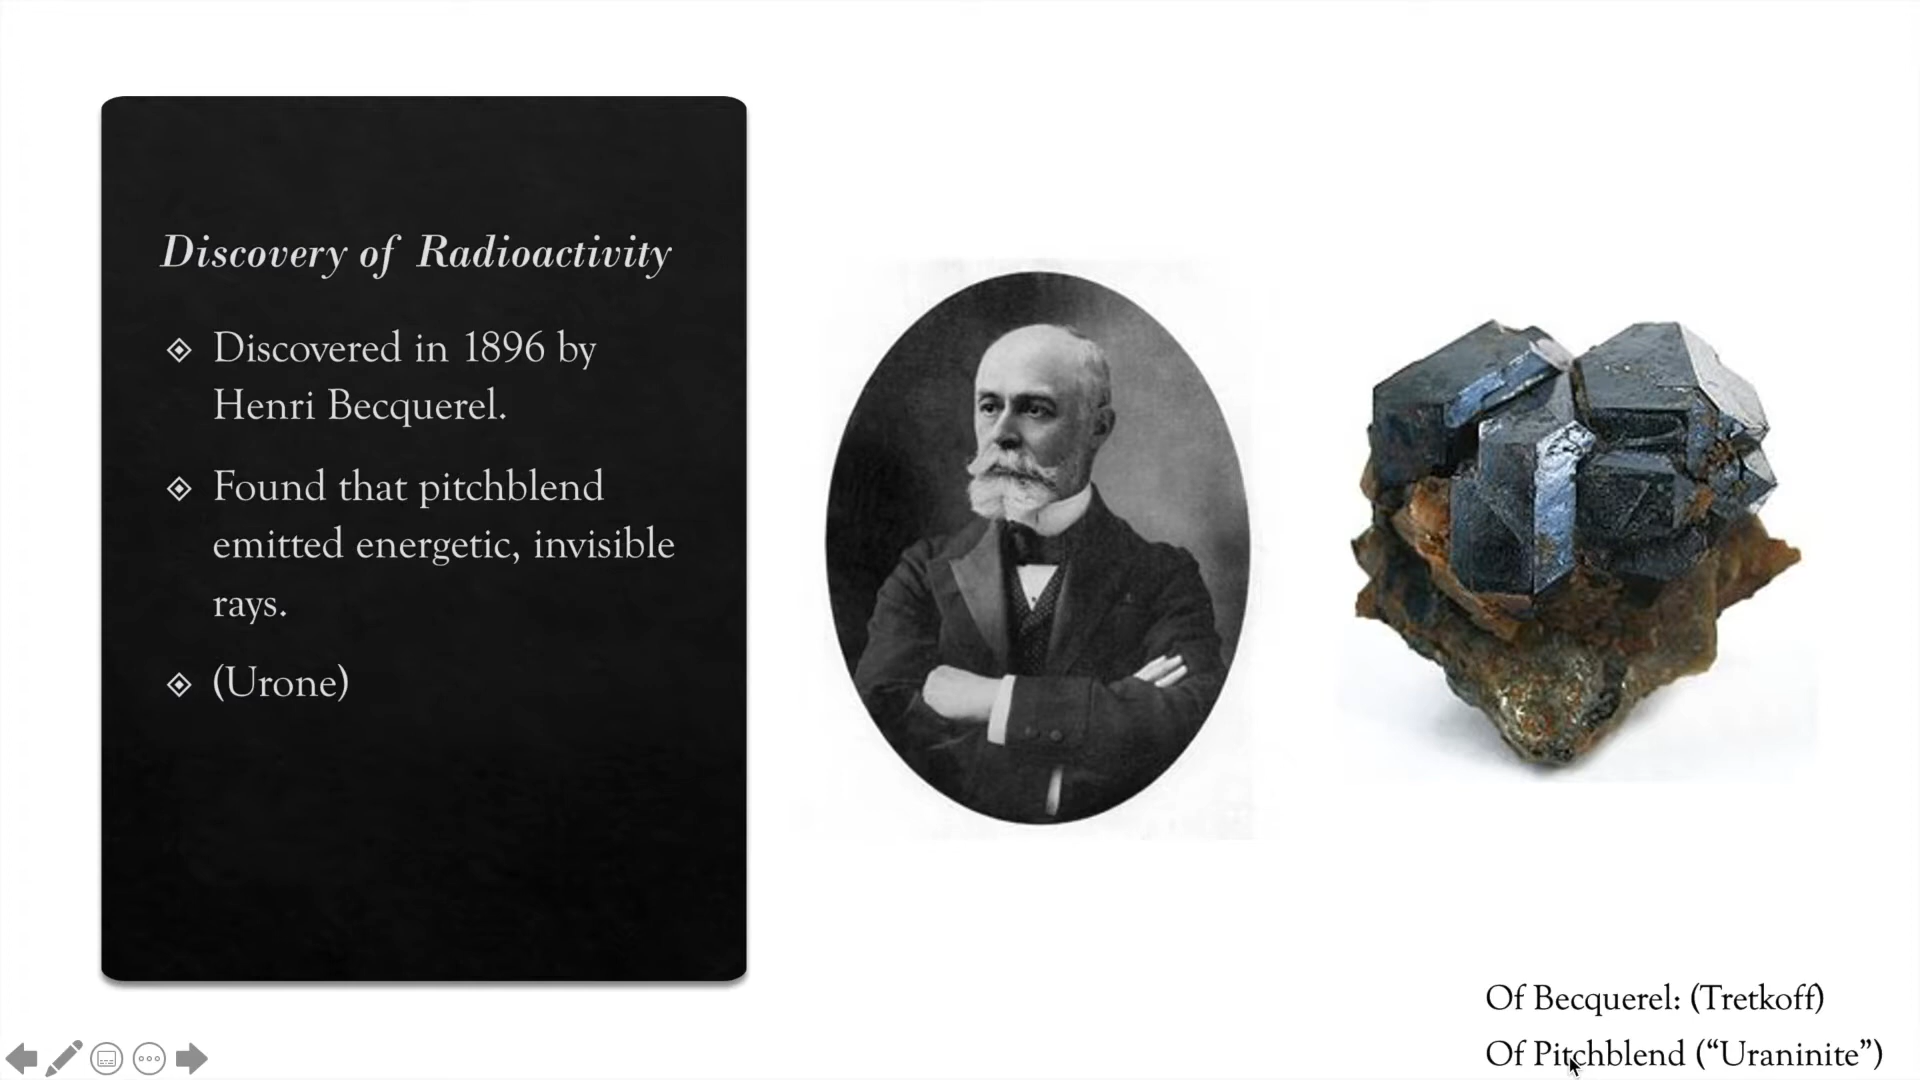 Discovery of Radioactivity
Discovered in 1896 by
Henri Becquerel.
Found that pitchblend
emitted energetic, invisible
rays.
(Urone)
Of Becquerel: (Tretkoff)
Of Pitchblend (“Uraninite”)